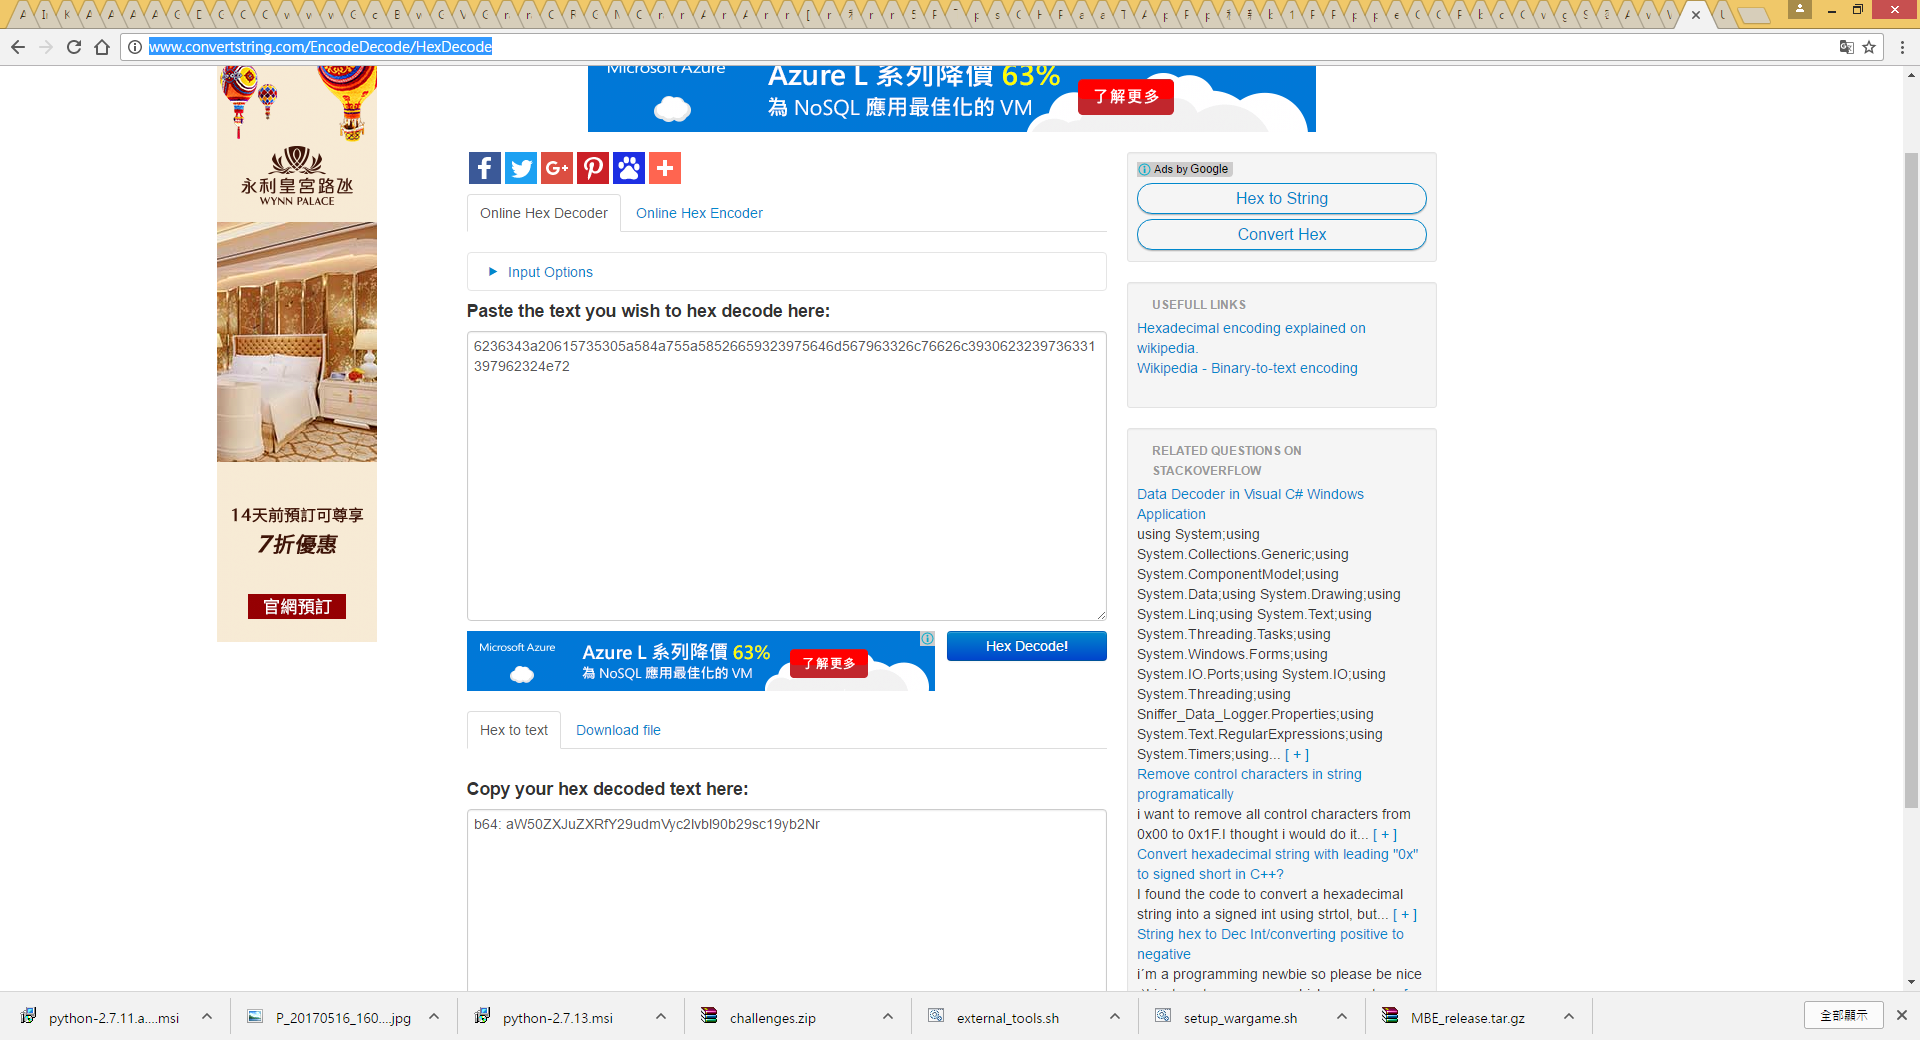 www.convertstring.com/EncodeDecode/HexDecode
Microsoft Azure
Azure L 系列降價 63%
為 NoSQL 應用最佳化的 VM
了解更多
永利皇宮路氹
WYNN PALACE
14天前預訂可尊享
7折優惠
官網預訂
Online Hex Decoder
Online Hex Encoder
Input Options
Paste the text you wish to hex decode here:
6236343a20615735305a584a755a58526659323975646d567963326c76626c3930623239736331
397962324e72
Microsoft Azure
Azure L 系列降價 63%
為 NoSQL 應用最佳化的 VM
了解更多
Hex Decode!
Hex to text
Download file
Copy your hex decoded text here:
b64: aW50ZXJuZXRfY29udmVyc2lvbl90b29sc19yb2Nr
Ads by Google
Hex to String
Convert Hex
USEFULL LINKS
Hexadecimal encoding explained on
wikipedia.
Wikipedia - Binary-to-text encoding
RELATED QUESTIONS ON
STACKOVERFLOW
Data Decoder in Visual C# Windows
Application
using System;using
System.Collections.Generic;using
System.ComponentModel;using
System.Data;using System.Drawing;using
System.Linq;using System.Text;using
System.Threading.Tasks;using
System.Windows.Forms;using
System.IO.Ports;using System.IO;using
System.Threading;using
Sniffer_Data_Logger.Properties;using
System.Text.RegularExpressions;using
System.Timers;using... [ + ]
Remove control characters in string
programatically
i want to remove all control characters from
0x00 to 0x1F.I thought i would do it... [ + ]
Convert hexadecimal string with leading "0x"
to signed short in C++?
I found the code to convert a hexadecimal
string into a signed int using strtol, but... [ + ]
String hex to Dec Int/converting positive to
negative
i´m a programming newbie so please be nice
python-2.7.11.a....msi
P_20170516_160....jpg
python-2.7.13.msi
challenges.zip
external_tools.sh
setup_wargame.sh
MBE_release.tar.gz
全部顯示